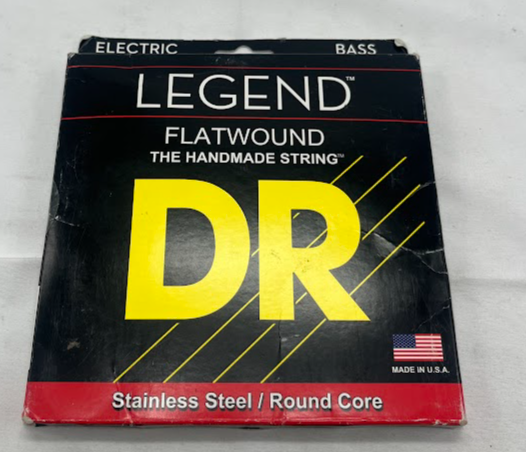 ELECTRIC BASS
LEGEND™
FLATWOUND
THE HANDMADE STRING™
DR
MADE IN U.S.A.
Stainless Steel / Round Core